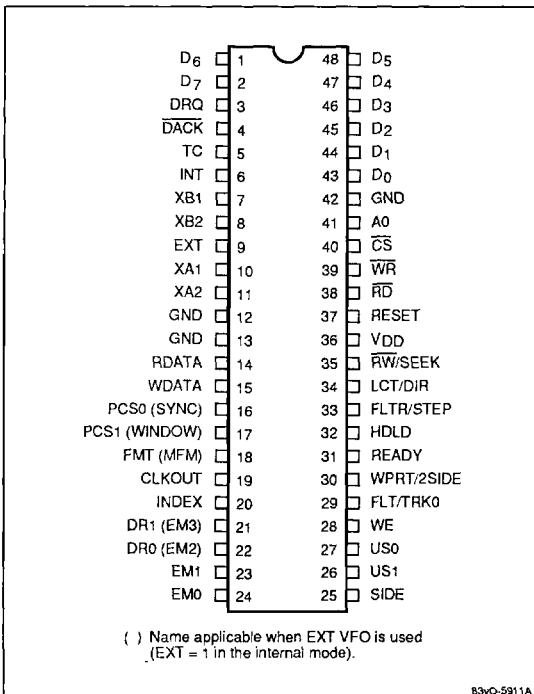 D6 1 48 D5
D7 2 47 D4
DRQ 3 46 D3
DACK 4 45 D2
TC 5 44 D1
INT 6 43 D0
XB1 7 42 GND
XB2 8 41 A0
EXT 9 40 CS
XA1 10 39 WR
XA2 11 38 RD
GND 12 37 RESET
GND 13 36 VDD
RDATA 14 35 RW/SEEK
WDATA 15 34 LCT/DIR
PCS0 (SYNC) 16 33 FLTR/STEP
PCS1 (WINDOW) 17 32 HDLD
FMT (MFM) 18 31 READY
CLKOUT 19 30 WPRT/2SIDE
INDEX 20 29 FLT/TRK0
DR1 (EM3) 21 28 WE
DR0 (EM2) 22 27 US0
EM1 23 26 US1
EM0 24 25 SIDE
( ) Name applicable when EXT VFO is used
(EXT = 1 in the internal mode).
83vO-5911A